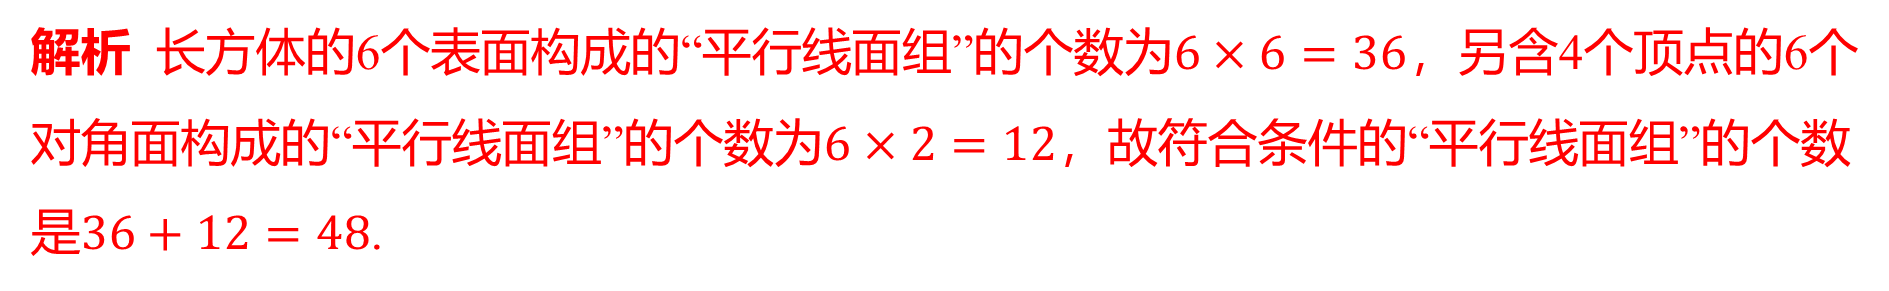 解析 长方体的6个表面构成的“平行线面组”的个数为6 × 6 = 36，另含4个顶点的6个
对角面构成的“平行线面组”的个数为6 × 2 = 12，故符合条件的“平行线面组”的个数
是36 + 12 = 48.